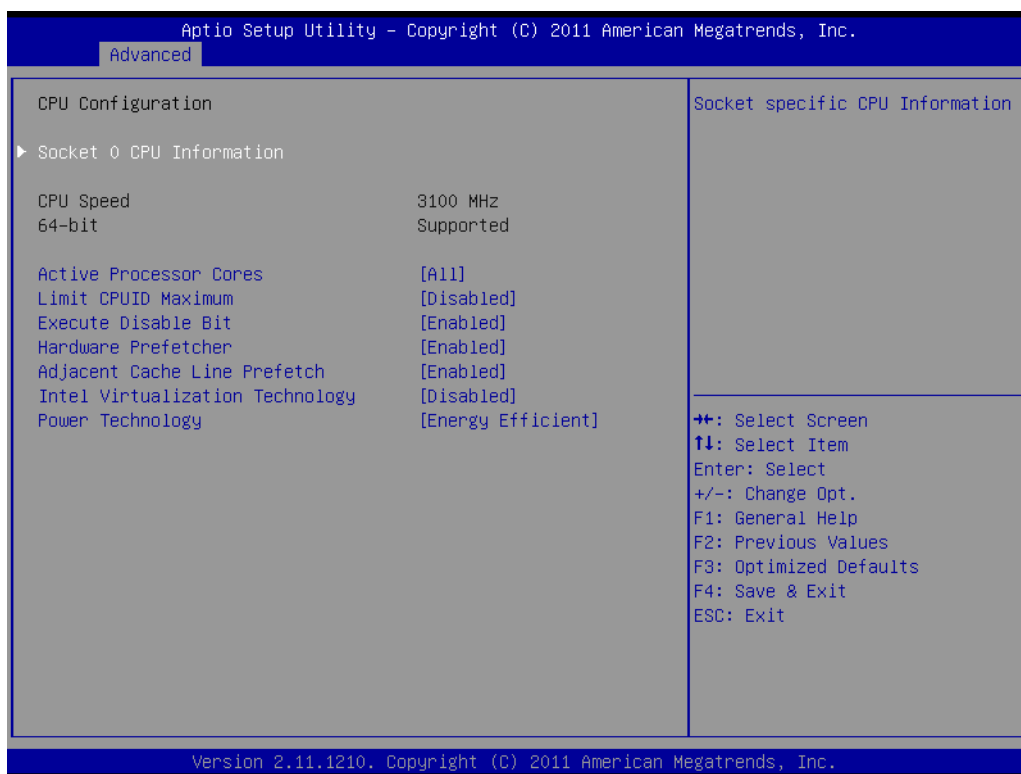 Aptio Setup Utility – Copyright (C) 2011 American Megatrends, Inc.
Advanced
CPU Configuration
▶ Socket 0 CPU Information
CPU Speed 3100 MHz
64-bit Supported
Active Processor Cores [All]
Limit CPUID Maximum [Disabled]
Execute Disable Bit [Enabled]
Hardware Prefetcher [Enabled]
Adjacent Cache Line Prefetch [Enabled]
Intel Virtualization Technology [Disabled]
Power Technology [Energy Efficient]
Socket specific CPU Information
→←: Select Screen
↑↓: Select Item
Enter: Select
+/-: Change Opt.
F1: General Help
F2: Previous Values
F3: Optimized Defaults
F4: Save & Exit
ESC: Exit
Version 2.11.1210. Copyright (C) 2011 American Megatrends, Inc.